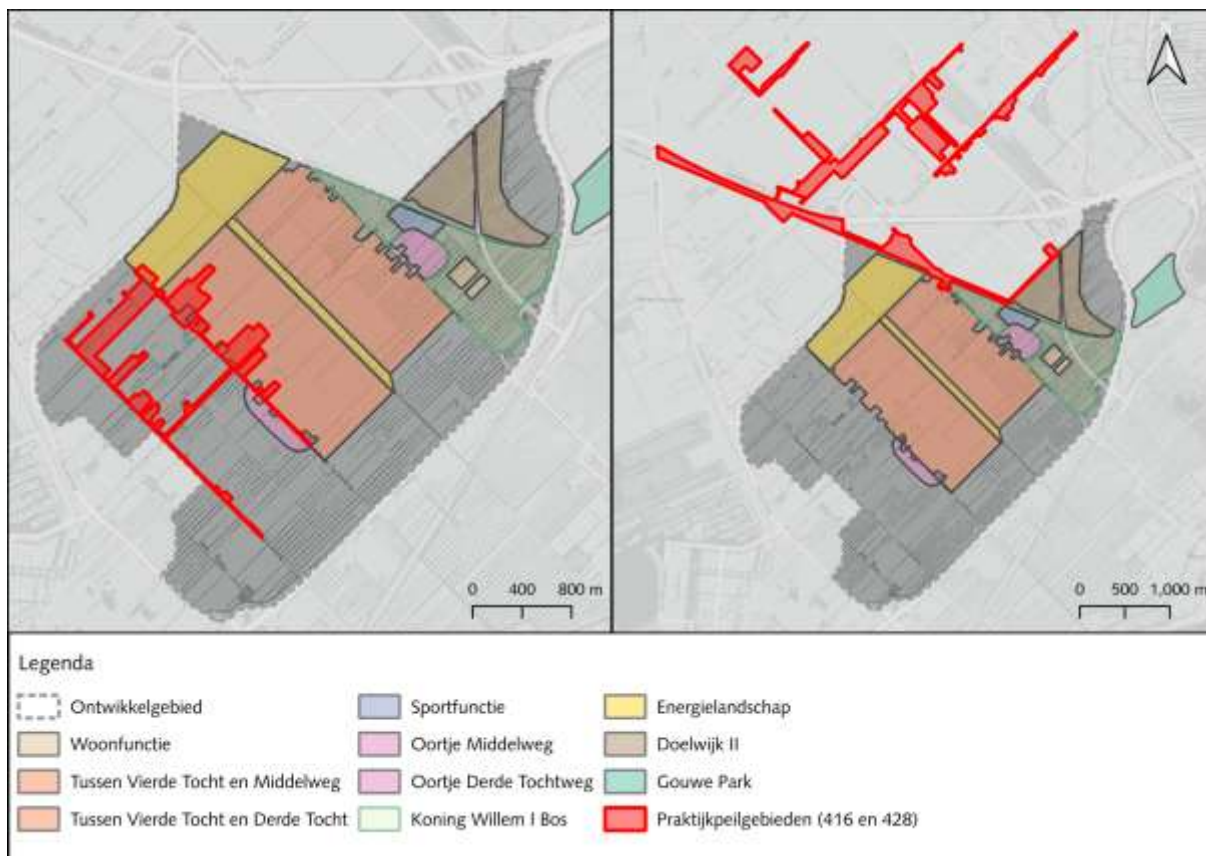 0 400 800 m
0 500 1,000 m
Legenda
Ontwikkelgebied
Woonfunctie
Tussen Vierde Tocht en Middelweg
Tussen Vierde Tocht en Derde Tocht
Sportfunctie
Oortje Middelweg
Oortje Derde Tochtweg
Koning Willem I Bos
Energielandschap
Doelwijk II
Gouwe Park
Praktijkpeilgebieden (416 en 428)